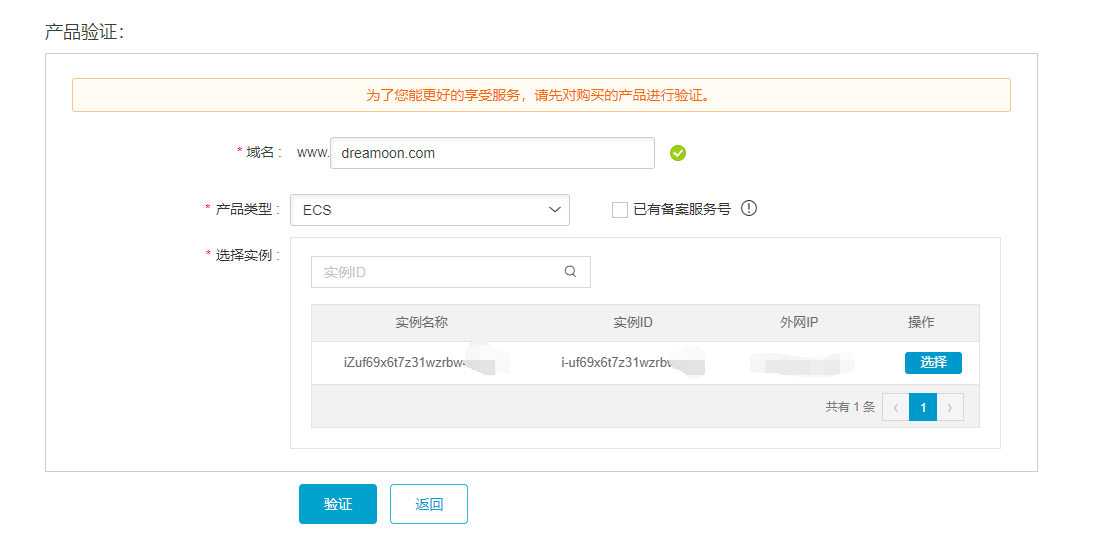 产品验证:
为了您能更好的享受服务，请先对购买的产品进行验证。
* 域名 : www. dreamoon.com
* 产品类型 : ECS 已有备案服务号
* 选择实例 :
实例ID
实例名称 实例ID 外网IP 操作
iZuf69x6t7z31wzrbw i-uf69x6t7z31wzrb 选择
共有 1 条 ‹ 1 ›
验证 返回